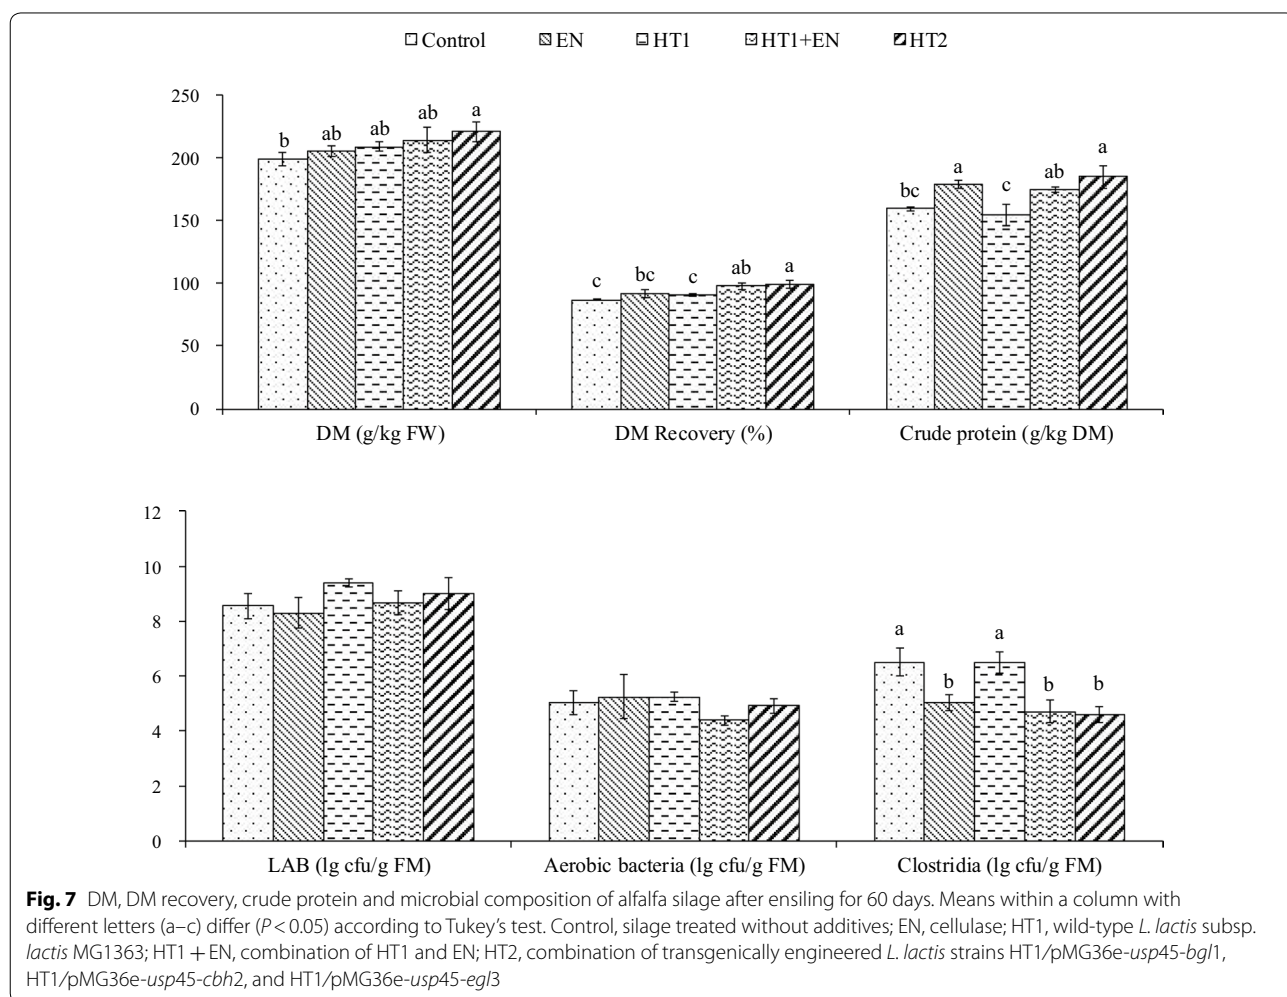 Control EN HT1 HT1+EN HT2
250
200
150
100
50
0
b ab ab ab a
c bc c ab a
bc a c ab a
DM (g/kg FW) DM Recovery (%) Crude protein (g/kg DM)
12
10
8
6
4
2
0
a b a b b
LAB (lg cfu/g FM) Aerobic bacteria (lg cfu/g FM) Clostridia (lg cfu/g FM)
Fig. 7 DM, DM recovery, crude protein and microbial composition of alfalfa silage after ensiling for 60 days. Means within a column with
different letters (a–c) differ (P < 0.05) according to Tukey's test. Control, silage treated without additives; EN, cellulase; HT1, wild-type L. lactis subsp.
lactis MG1363; HT1 + EN, combination of HT1 and EN; HT2, combination of transgenically engineered L. lactis strains HT1/pMG36e-usp45-bgl1,
HT1/pMG36e-usp45-cbh2, and HT1/pMG36e-usp45-egl3